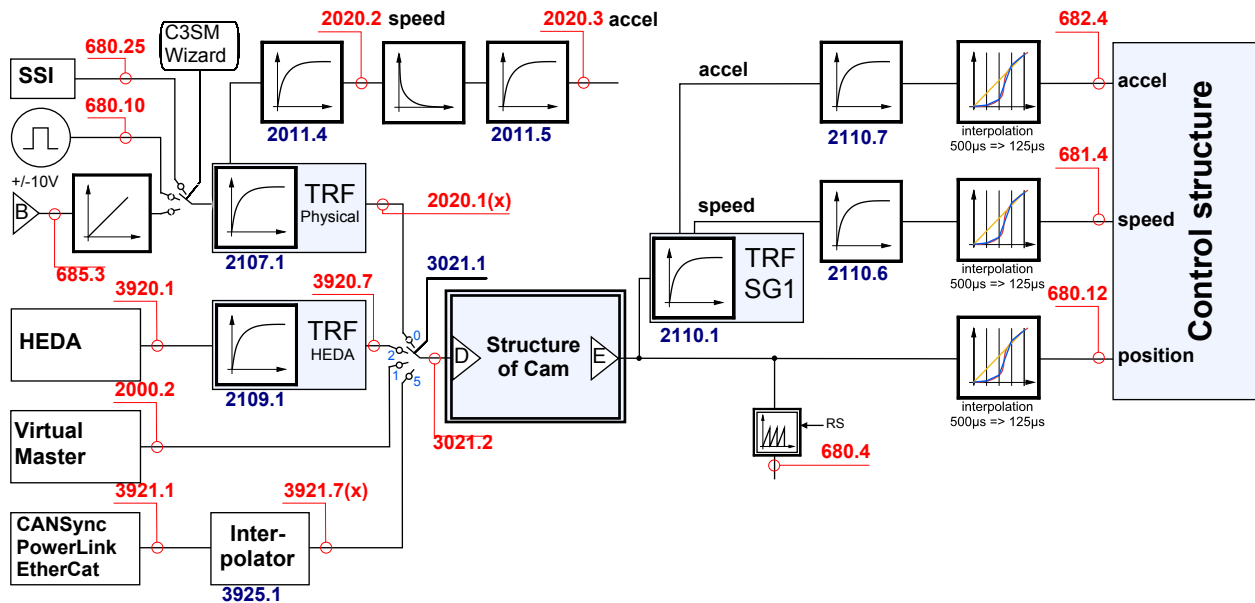 C3SM
Wizard
2020.2 speed
2020.3 accel
682.4
680.25
SSI
680.10
+/-10V
B
685.3
2011.4
2011.5
TRF
Physical
2107.1
2020.1(x)
accel
2110.7
interpolation
500µs => 125µs
accel
681.4
speed
2110.6
interpolation
500µs => 125µs
speed
TRF
SG1
2110.1
680.12
position
interpolation
500µs => 125µs
Control structure
3920.1
HEDA
3920.7
TRF
HEDA
2109.1
3021.1
0
2
1
5
D
Structure
of Cam
E
3021.2
RS
680.4
2000.2
Virtual
Master
3921.1
CANSync
PowerLink
EtherCat
3921.7(x)
Inter-
polator
3925.1